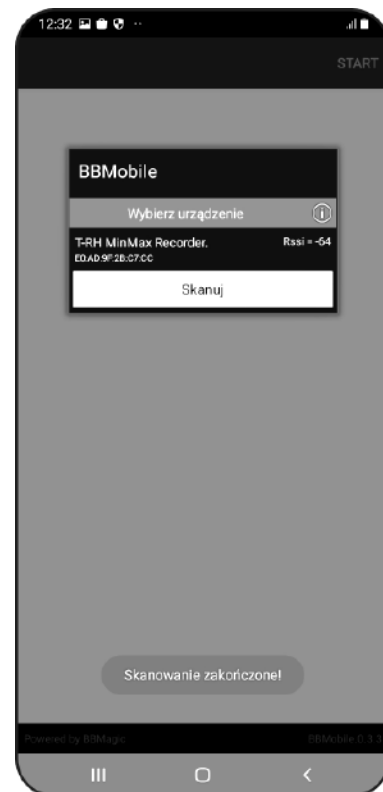 12:32
START
BBMobile
Wybierz urządzenie
T-RH MinMax Recorder. Rssi = -64
E0:AD:9F:2B:C7:CC
Skanuj
Skanowanie zakończone!
Powered by BBMagic BBMobile.0.3.3